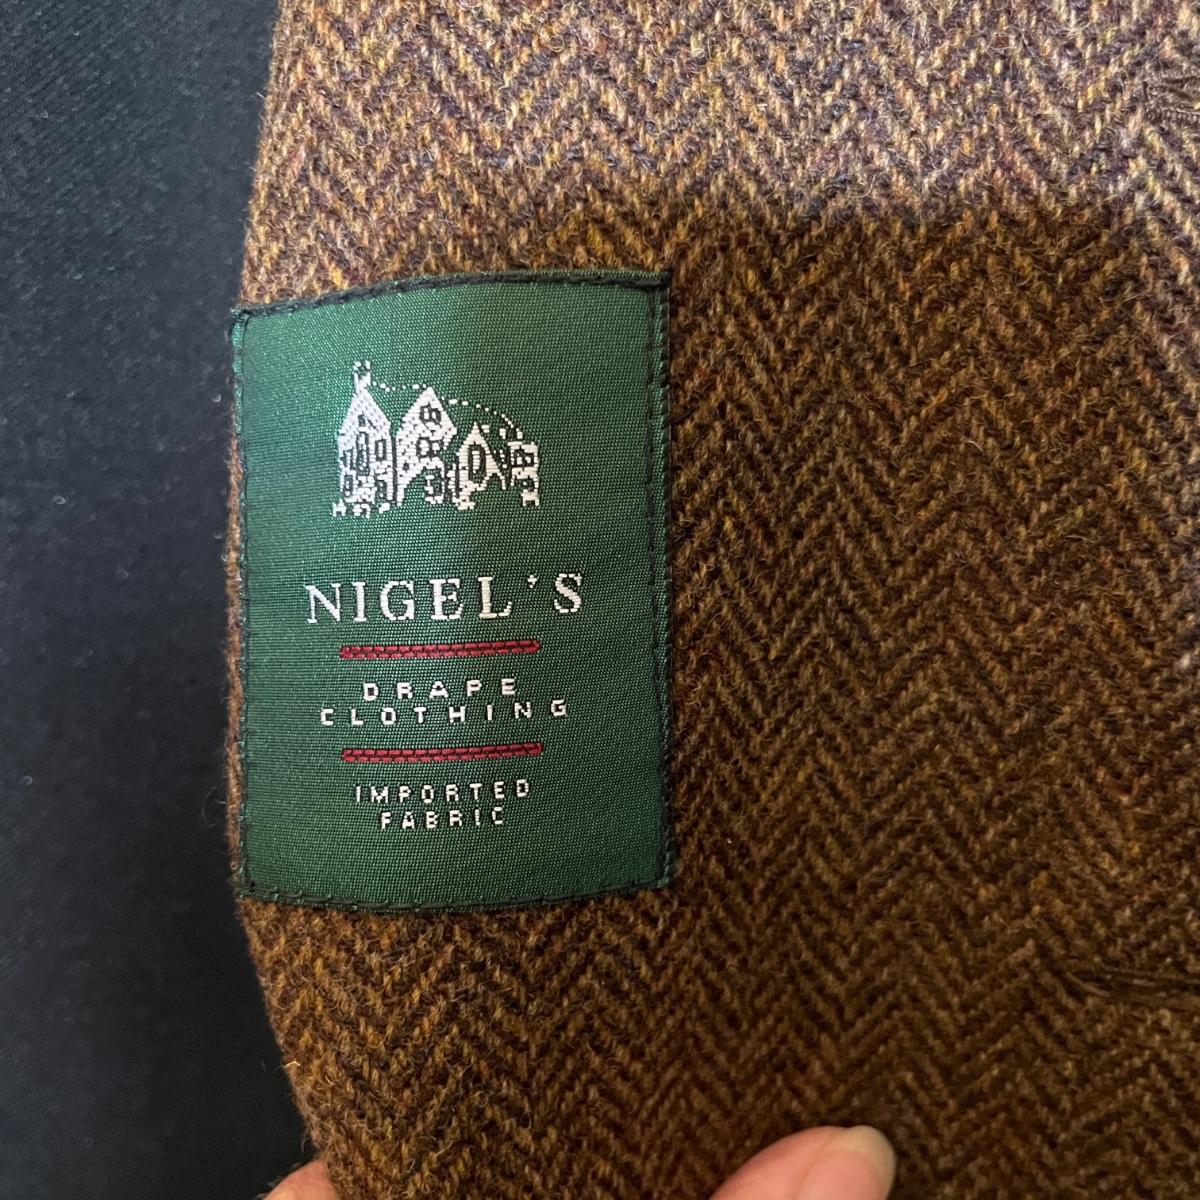 NIGEL'S
DRAPE
CLOTHING
IMPORTED
FABRIC